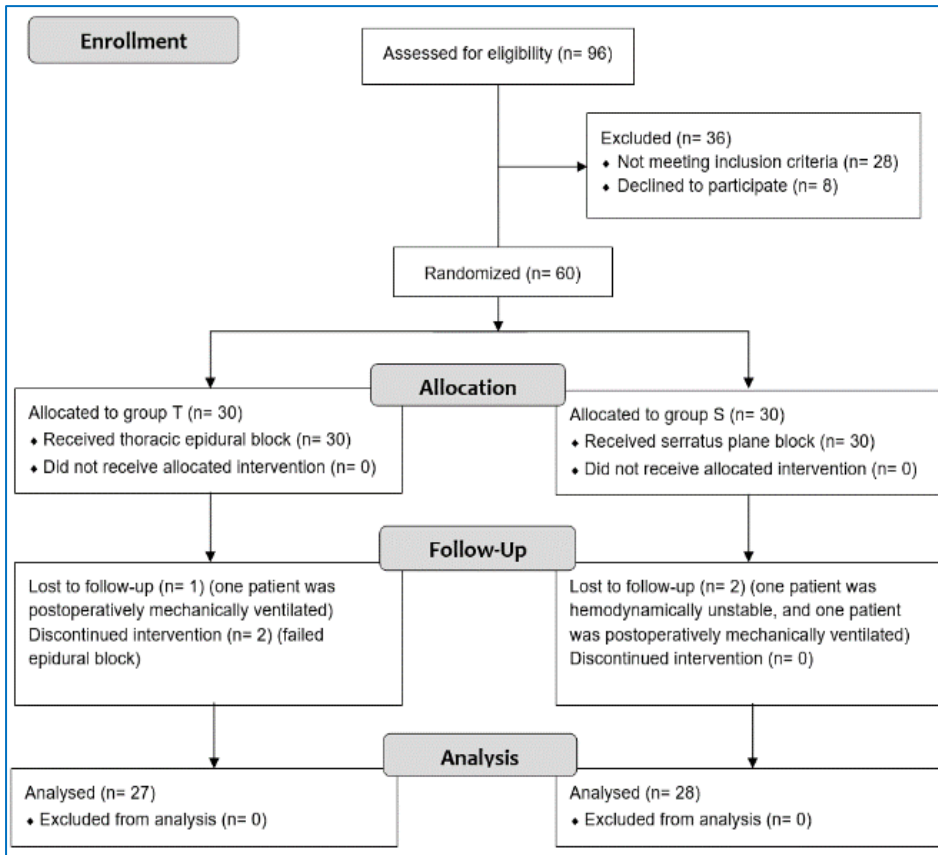 Enrollment
Assessed for eligibility (n= 96)
Excluded (n= 36)
♦ Not meeting inclusion criteria (n= 28)
♦ Declined to participate (n= 8)
Randomized (n= 60)
Allocation
Allocated to group T (n= 30)
♦ Received thoracic epidural block (n= 30)
♦ Did not receive allocated intervention (n= 0)
Allocated to group S (n= 30)
♦ Received serratus plane block (n= 30)
♦ Did not receive allocated intervention (n= 0)
Follow-Up
Lost to follow-up (n= 1) (one patient was
postoperatively mechanically ventilated)
Discontinued intervention (n= 2) (failed
epidural block)
Lost to follow-up (n= 2) (one patient was
hemodynamically unstable, and one patient
was postoperatively mechanically ventilated)
Discontinued intervention (n= 0)
Analysis
Analysed (n= 27)
♦ Excluded from analysis (n= 0)
Analysed (n= 28)
♦ Excluded from analysis (n= 0)